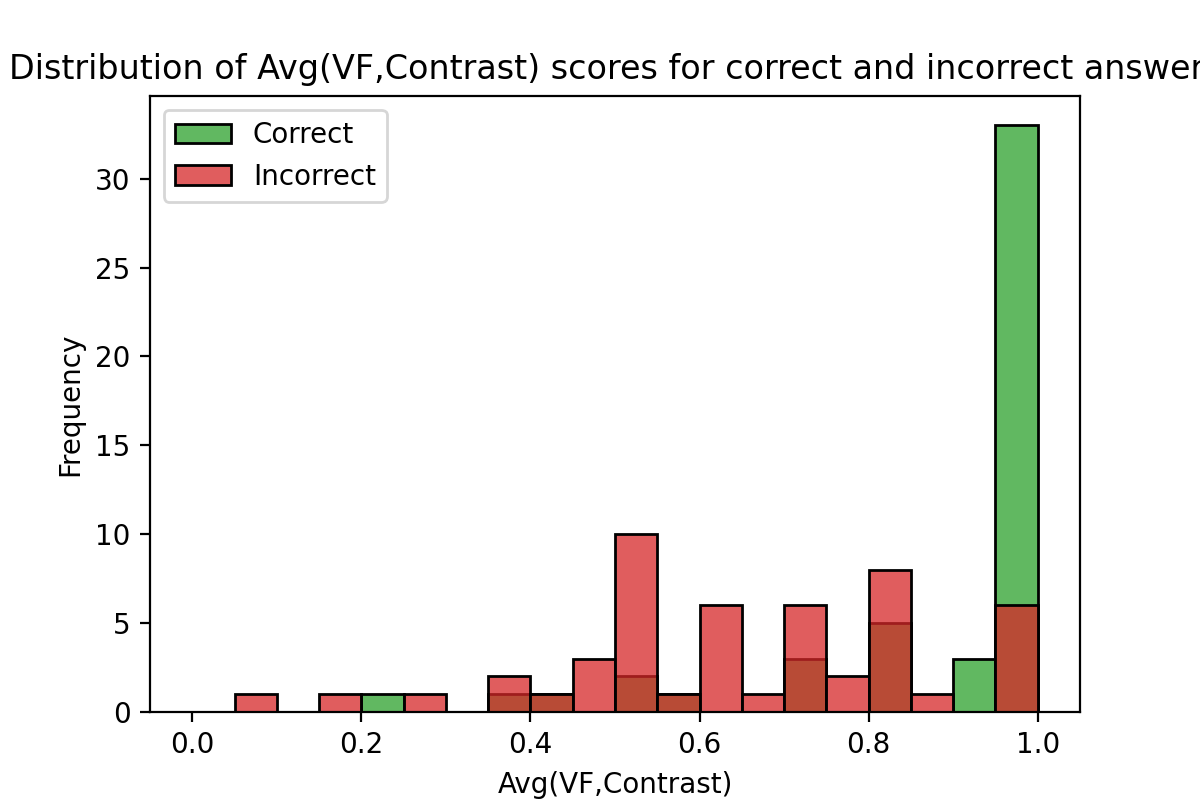 Distribution of Avg(VF,Contrast) scores for correct and incorrect answer
Correct
Incorrect
Frequency
30
25
20
15
10
5
0
0.0 0.2 0.4 0.6 0.8 1.0
Avg(VF,Contrast)